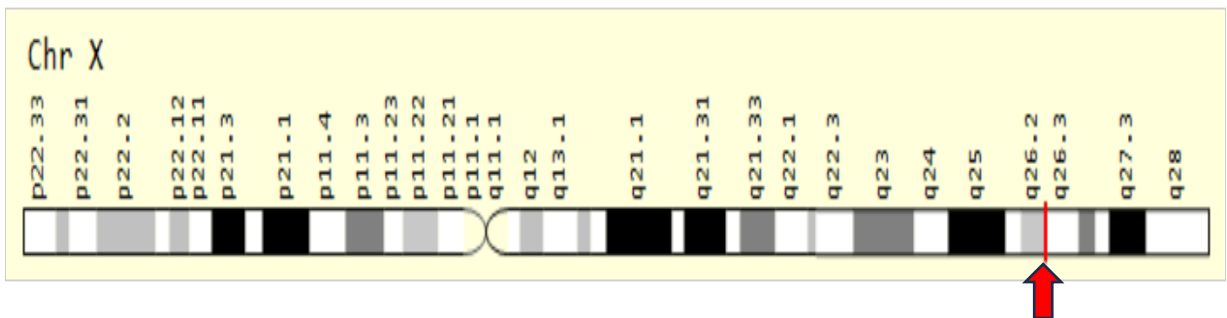 Chr X
p22.33
p22.31
p22.2
p22.12
p22.11
p21.3
p21.1
p11.4
p11.3
p11.23
p11.22
p11.21
p11.1
q11.1
q12
q13.1
q21.1
q21.31
q21.33
q22.1
q22.3
q23
q24
q25
q26.2
q26.3
q27.3
q28